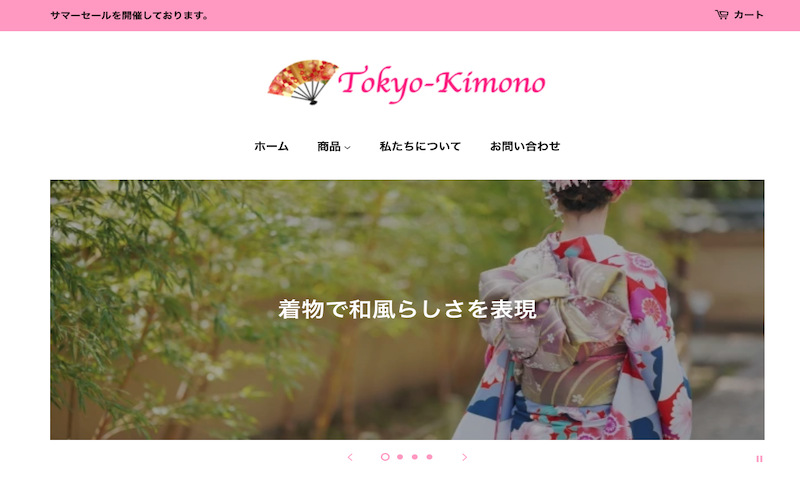 サマーセールを開催しております。
カート
Tokyo-Kimono
ホーム
商品
私たちについて
お問い合わせ
着物で和風らしさを表現